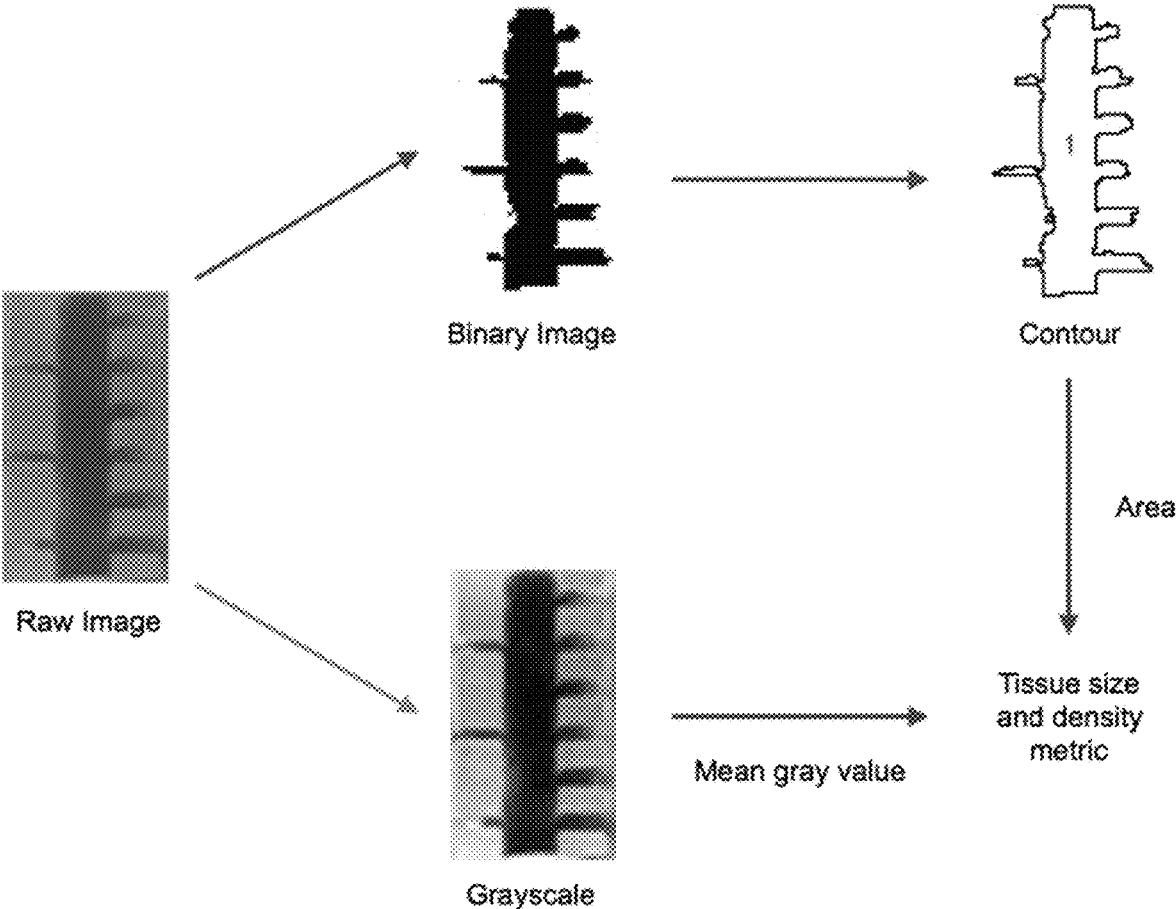 1
Binary Image
Contour
Raw Image
Area
Tissue size
and density
metric
Mean gray value
Grayscale